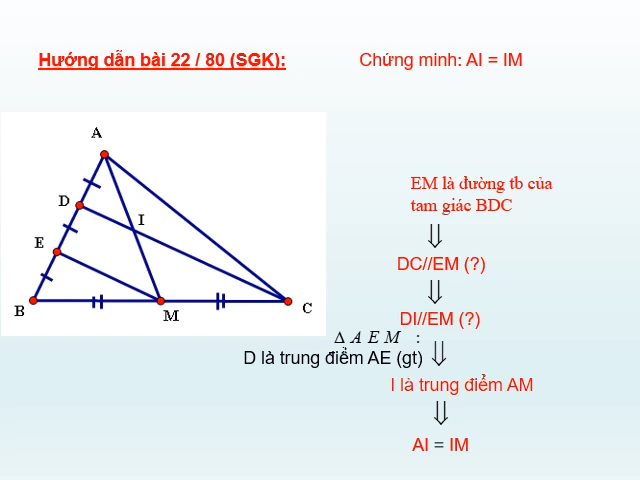 Hướng dẫn bài 22 / 80 (SGK):
Chứng minh: AI = IM
A
D
I
E
B
M
C
EM là đường tb của
tam giác BDC
⇓
DC//EM (?)
⇓
DI//EM (?)
Δ A E M :
D là trung điểm AE (gt)
⇓
I là trung điểm AM
⇓
AI = IM